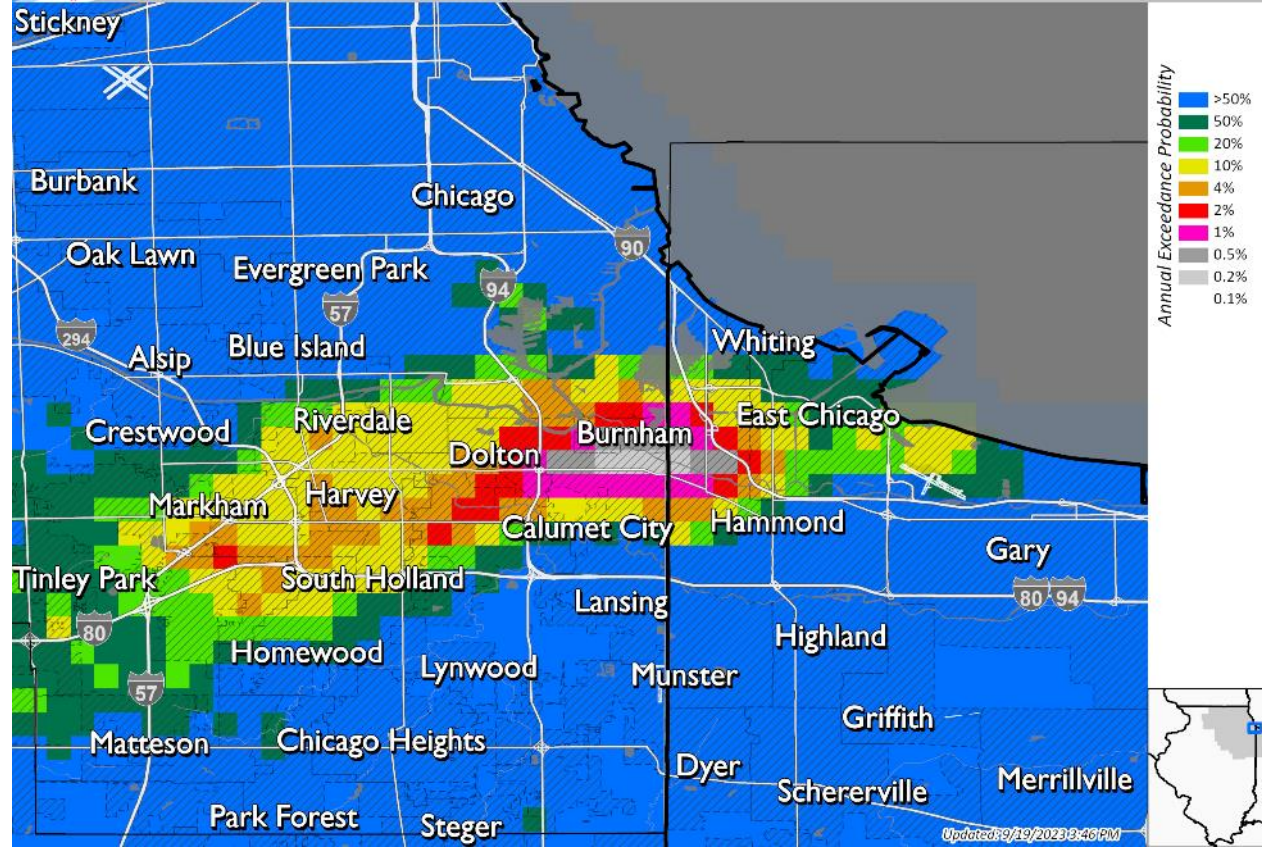 Stickney
Burbank
Chicago
Oak Lawn
90
Evergreen Park
94
57
294
Whiting
Blue Island
Alsip
East Chicago
Riverdale
Crestwood
Burnham
Dolton
Harvey
Markham
Calumet City
Hammond
Gary
Tinley Park
South Holland
80
94
Lansing
80
Highland
Homewood
Lynwood
Munster
57
Griffith
Matteson
Chicago Heights
Dyer
Merrillville
Schererville
Park Forest
Steger
Updated: 9/19/2023 3:46 PM
Annual Exceedance Probability
>50%
50%
20%
10%
4%
2%
1%
0.5%
0.2%
0.1%